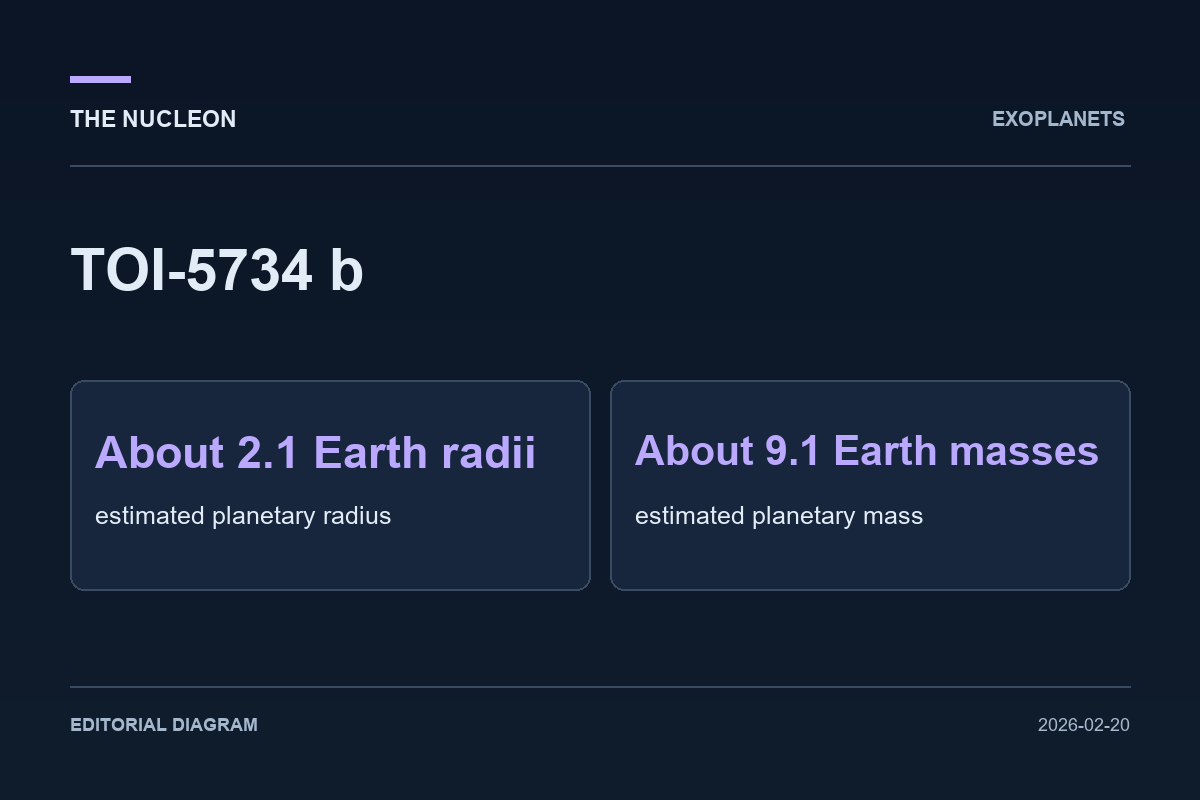 THE NUCLEON
EXOPLANETS
TOI-5734 b
About 2.1 Earth radii
estimated planetary radius
About 9.1 Earth masses
estimated planetary mass
EDITORIAL DIAGRAM
2026-02-20